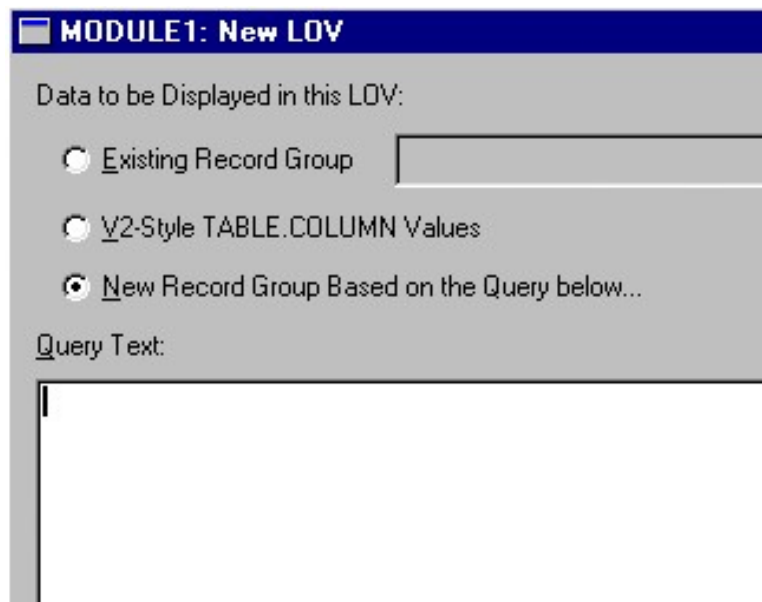 MODULE1: New LOV
Data to be Displayed in this LOV:
Existing Record Group
V2-Style TABLE.COLUMN Values
New Record Group Based on the Query below...
Query Text: